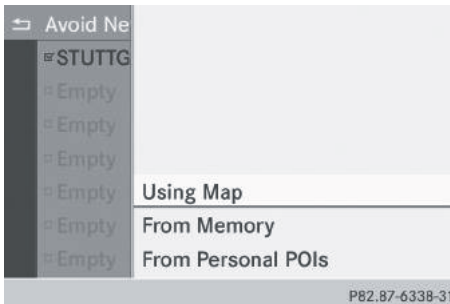 Avoid Ne
STUTTG
Empty
Empty
Empty
Empty
Empty
Empty
Using Map
From Memory
From Personal POIs
P82.87-6338-31